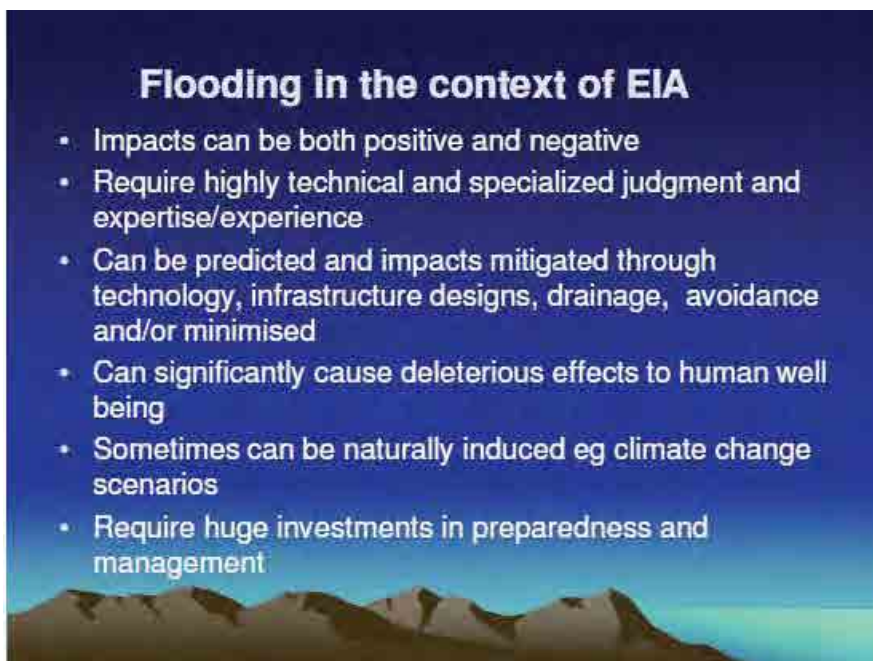 Flooding in the context of EIA
• Impacts can be both positive and negative
• Require highly technical and specialized judgment and
expertise/experience
• Can be predicted and impacts mitigated through
technology, infrastructure designs, drainage, avoidance
and/or minimised
• Can significantly cause deleterious effects to human well
being
• Sometimes can be naturally induced eg climate change
scenarios
• Require huge investments in preparedness and
management